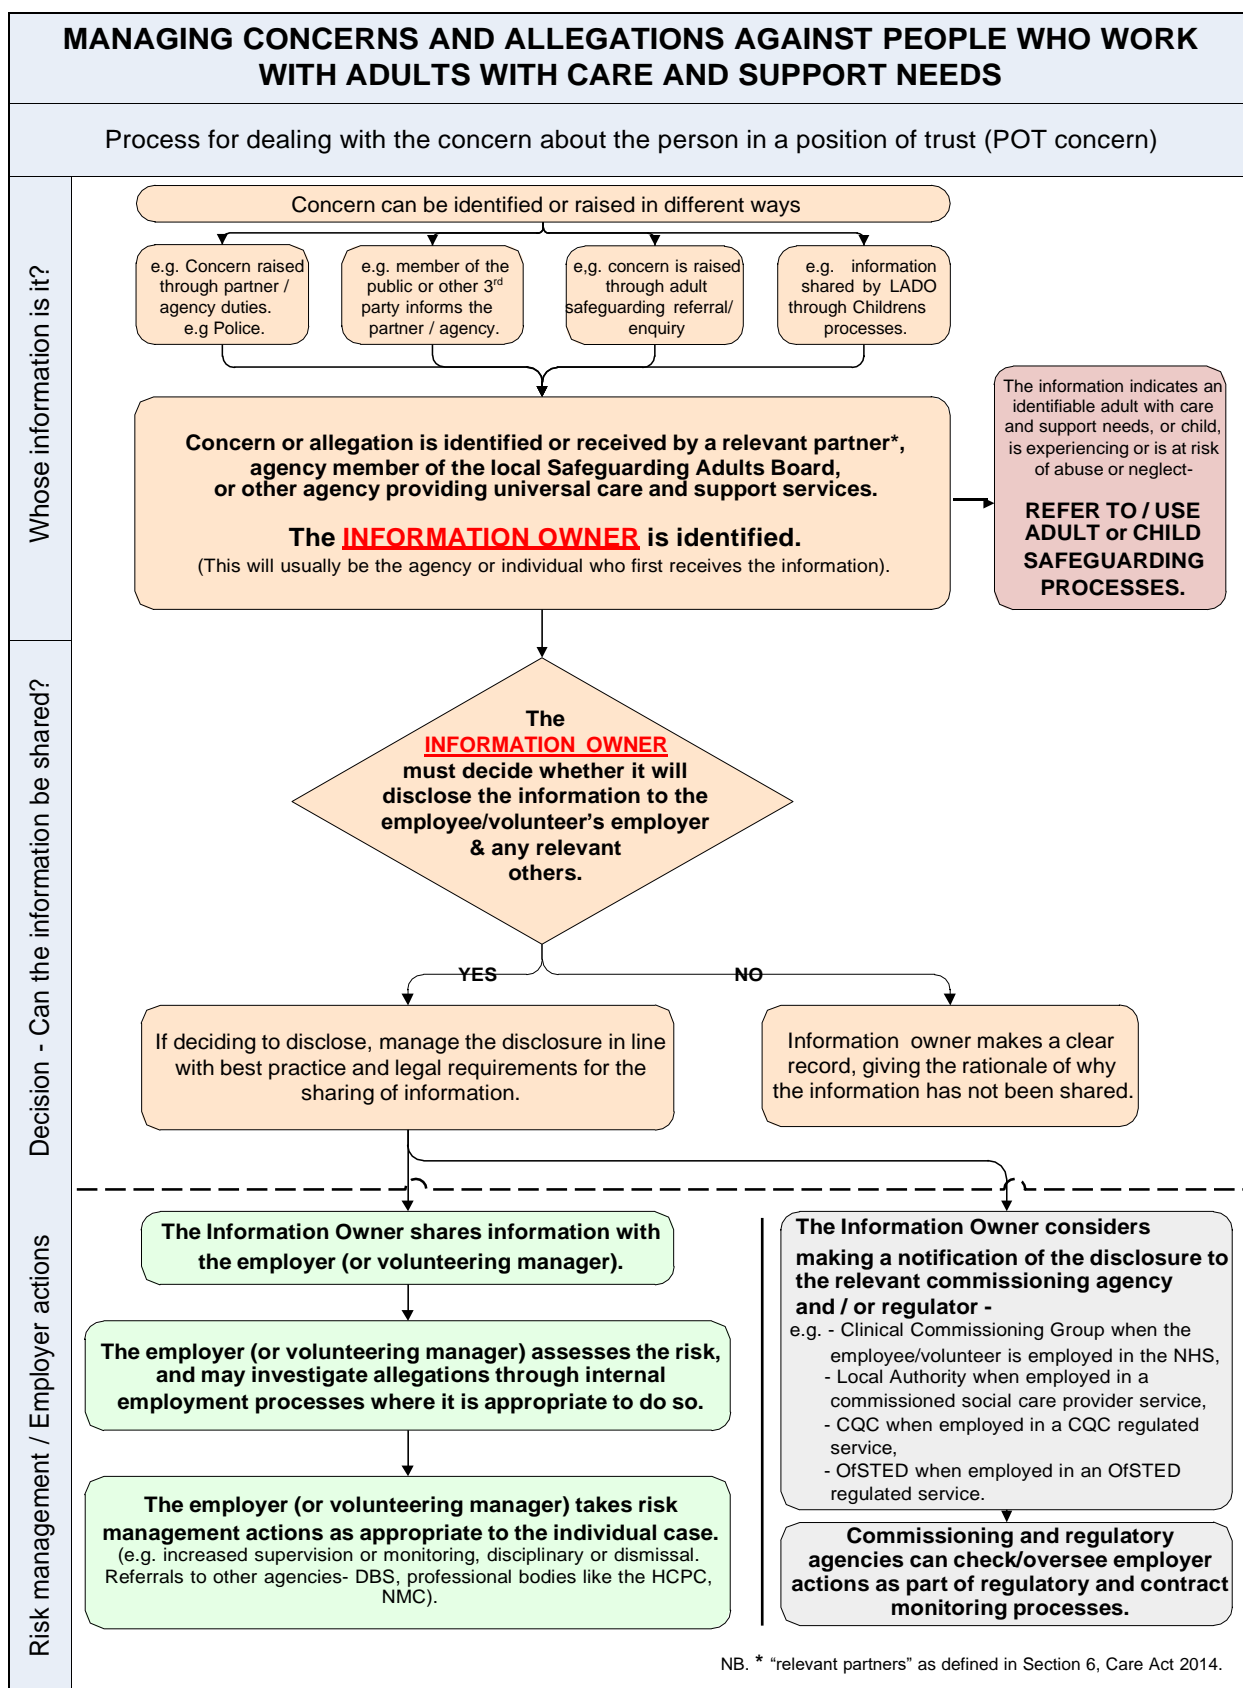 MANAGING CONCERNS AND ALLEGATIONS AGAINST PEOPLE WHO WORK
WITH ADULTS WITH CARE AND SUPPORT NEEDS
Process for dealing with the concern about the person in a position of trust (POT concern)
Whose information is it?
Concern can be identified or raised in different ways
e.g. Concern raised
through partner /
agency duties.
e.g Police.
e.g. member of the
public or other 3rd
party informs the
partner / agency.
e,g. concern is raised
through adult
safeguarding referral/
enquiry
e.g. information
shared by LADO
through Childrens
processes.
Concern or allegation is identified or received by a relevant partner*,
agency member of the local Safeguarding Adults Board,
or other agency providing universal care and support services.
The INFORMATION OWNER is identified.
(This will usually be the agency or individual who first receives the information).
The information indicates an
identifiable adult with care
and support needs, or child,
is experiencing or is at risk
of abuse or neglect-
REFER TO / USE
ADULT or CHILD
SAFEGUARDING
PROCESSES.
Decision - Can the information be shared?
The
INFORMATION OWNER
must decide whether it will
disclose the information to the
employee/volunteer’s employer
& any relevant
others.
YES
NO
If deciding to disclose, manage the disclosure in line
with best practice and legal requirements for the
sharing of information.
Information owner makes a clear
record, giving the rationale of why
the information has not been shared.
Risk management / Employer actions
The Information Owner shares information with
the employer (or volunteering manager).
The employer (or volunteering manager) assesses the risk,
and may investigate allegations through internal
employment processes where it is appropriate to do so.
The employer (or volunteering manager) takes risk
management actions as appropriate to the individual case.
(e.g. increased supervision or monitoring, disciplinary or dismissal.
Referrals to other agencies- DBS, professional bodies like the HCPC,
NMC).
The Information Owner considers
making a notification of the disclosure to
the relevant commissioning agency
and / or regulator -
e.g. - Clinical Commissioning Group when the
employee/volunteer is employed in the NHS,
- Local Authority when employed in a
commissioned social care provider service,
- CQC when employed in a CQC regulated
service,
- OfSTED when employed in an OfSTED
regulated service.
Commissioning and regulatory
agencies can check/oversee employer
actions as part of regulatory and contract
monitoring processes.
NB. * “relevant partners” as defined in Section 6, Care Act 2014.